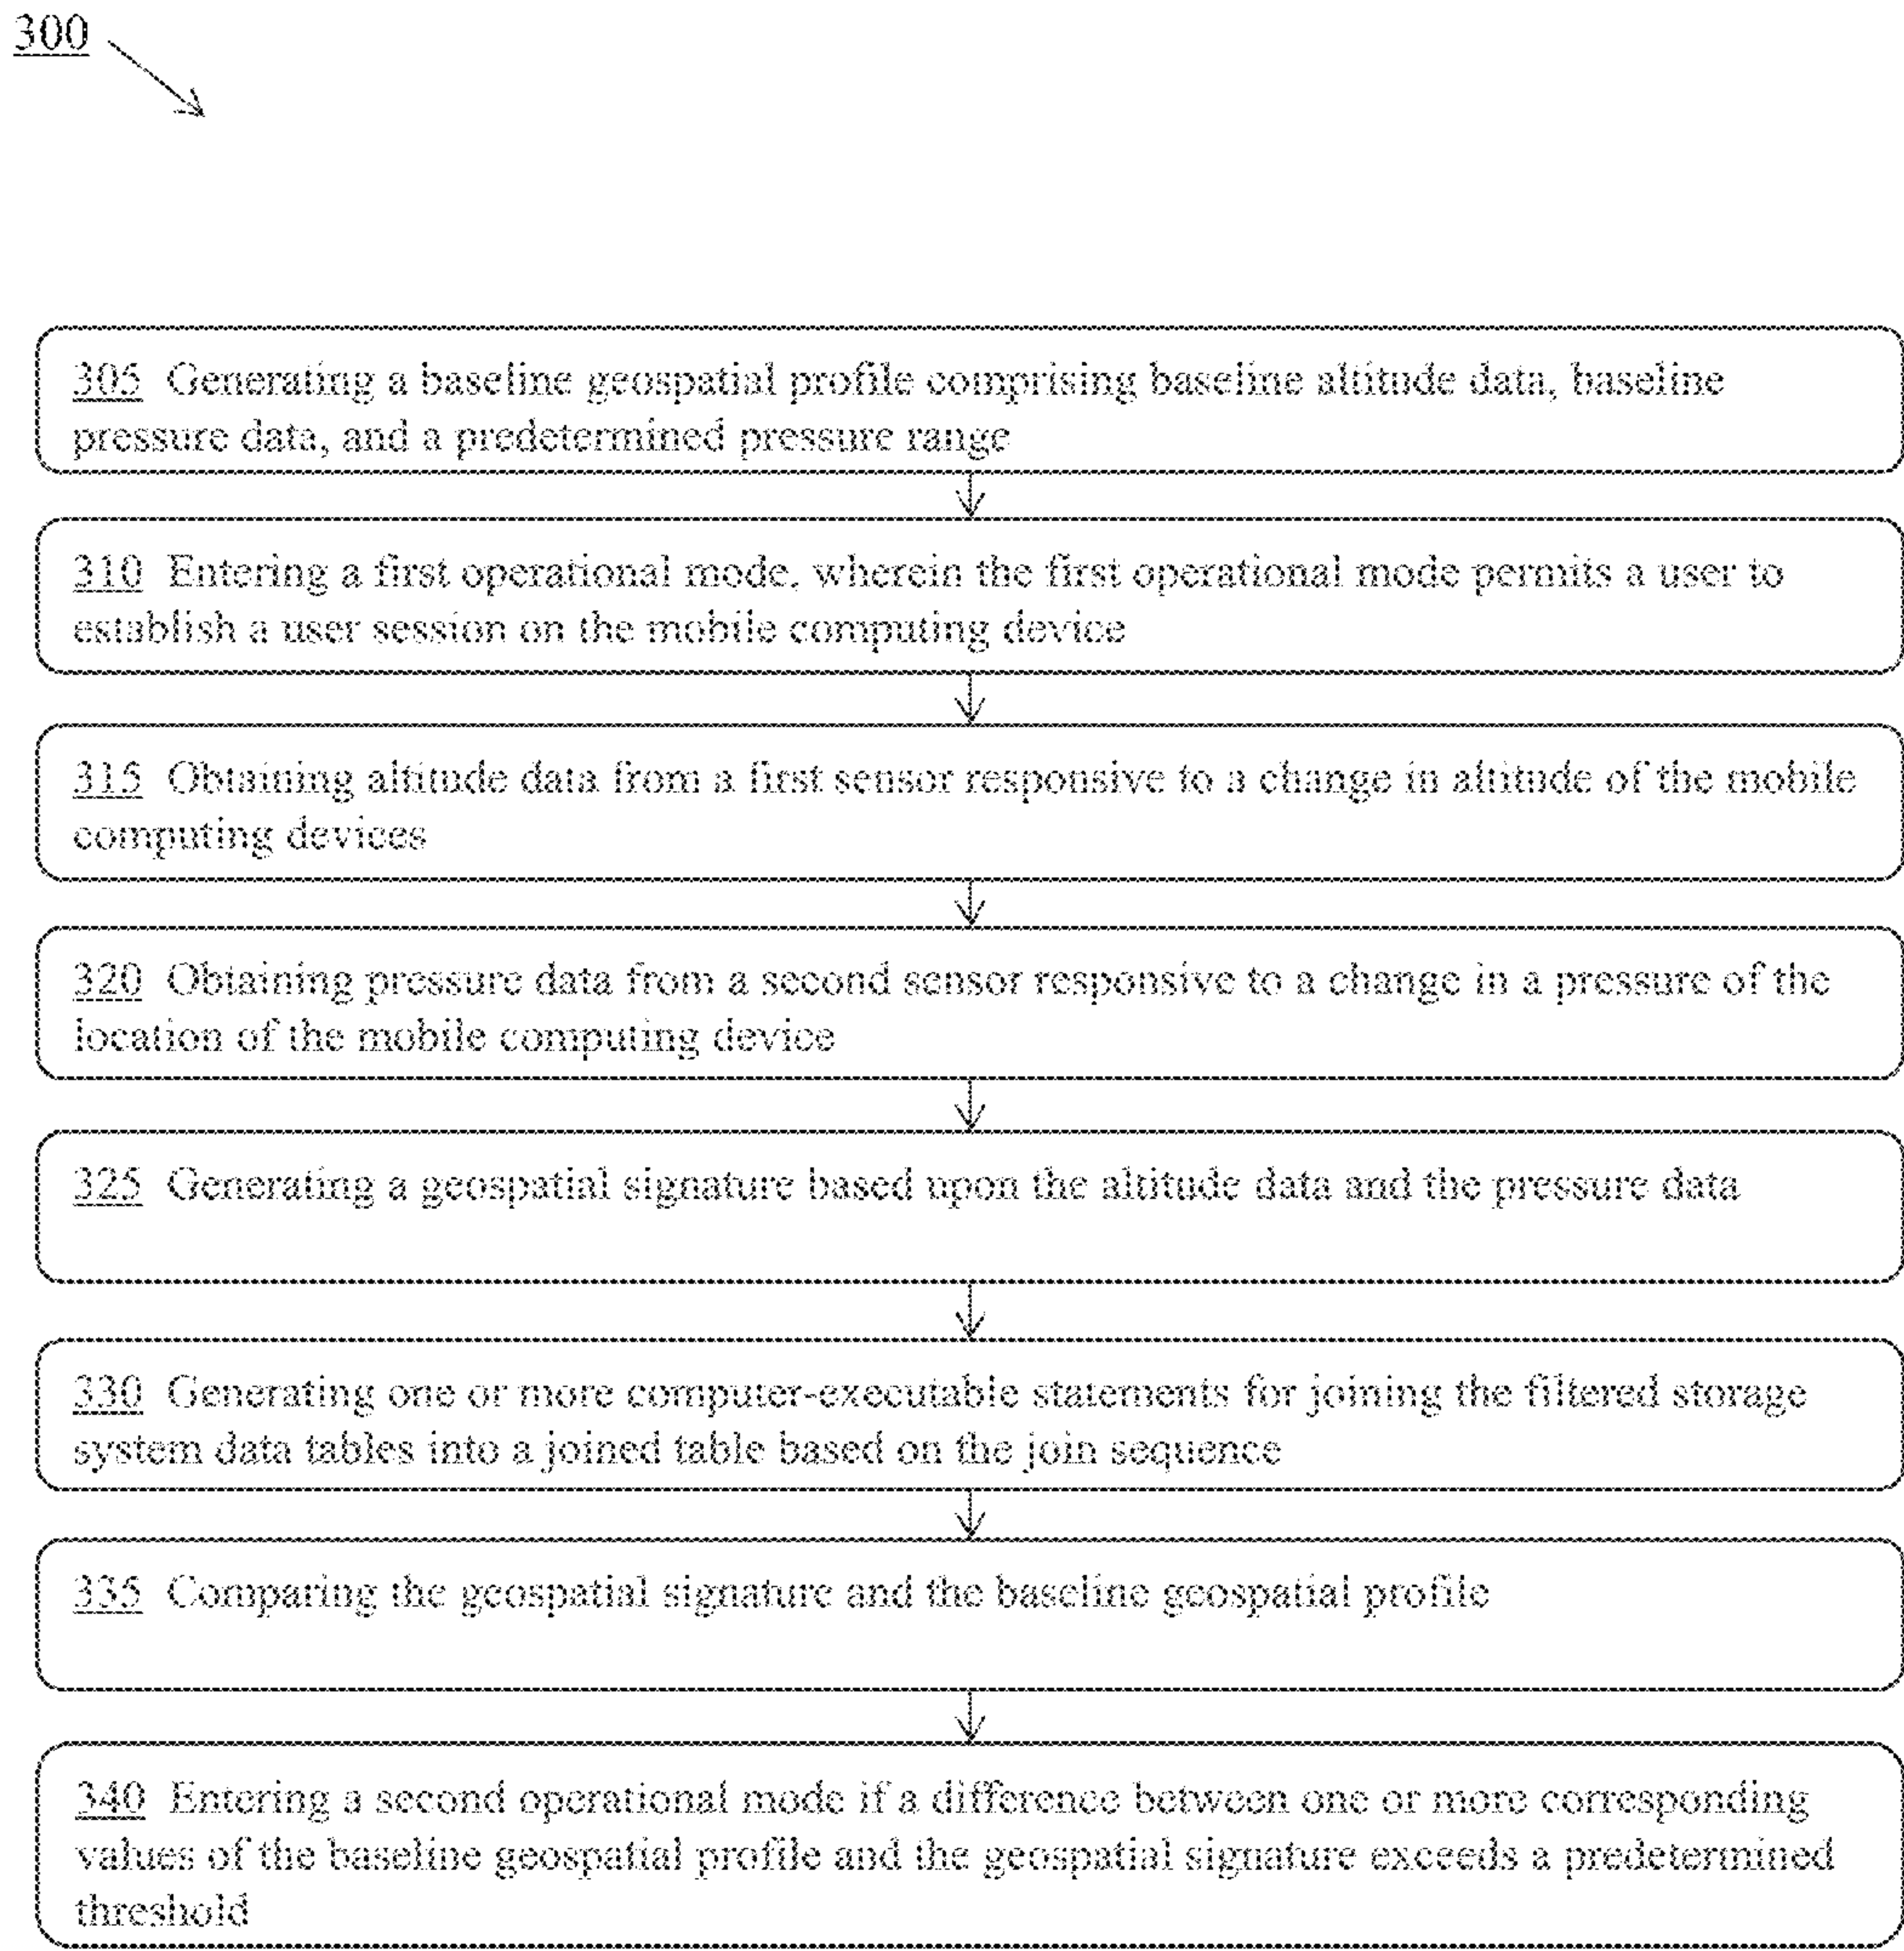 300
305 Generating a baseline geospatial profile comprising baseline altitude data, baseline
pressure data, and a predetermined pressure range
310 Entering a first operational mode, wherein the first operational mode permits a user to
establish a user session on the mobile computing device
315 Obtaining altitude data from a first sensor responsive to a change in altitude of the mobile
computing devices
320 Obtaining pressure data from a second sensor responsive to a change in a pressure of the
location of the mobile computing device
325 Generating a geospatial signature based upon the altitude data and the pressure data
330 Generating one or more computer-executable statements for joining the filtered storage
system data tables into a joined table based on the join sequence
335 Comparing the geospatial signature and the baseline geospatial profile
340 Entering a second operational mode if a difference between one or more corresponding
values of the baseline geospatial profile and the geospatial signature exceeds a predetermined
threshold